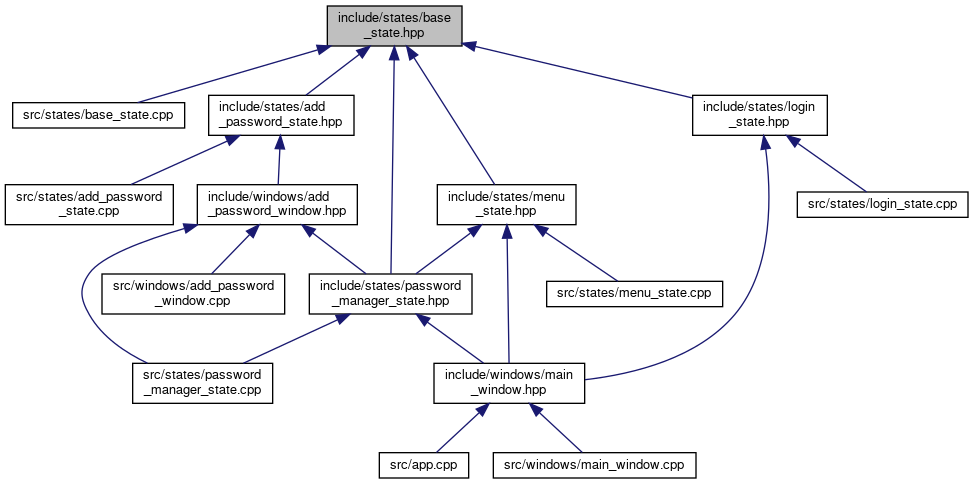 include/states/base
_state.hpp
src/states/base_state.cpp
include/states/add
_password_state.hpp
include/states/login
_state.hpp
src/states/add_password
_state.cpp
include/windows/add
_password_window.hpp
include/states/menu
_state.hpp
src/states/login_state.cpp
src/windows/add_password
_window.cpp
include/states/password
_manager_state.hpp
src/states/menu_state.cpp
src/states/password
_manager_state.cpp
include/windows/main
_window.hpp
src/app.cpp
src/windows/main_window.cpp